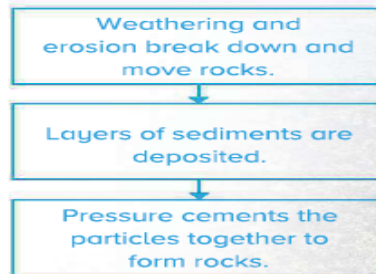 Weathering and
erosion break down and
move rocks.
Layers of sediments are
deposited.
Pressure cements the
particles together to
form rocks.